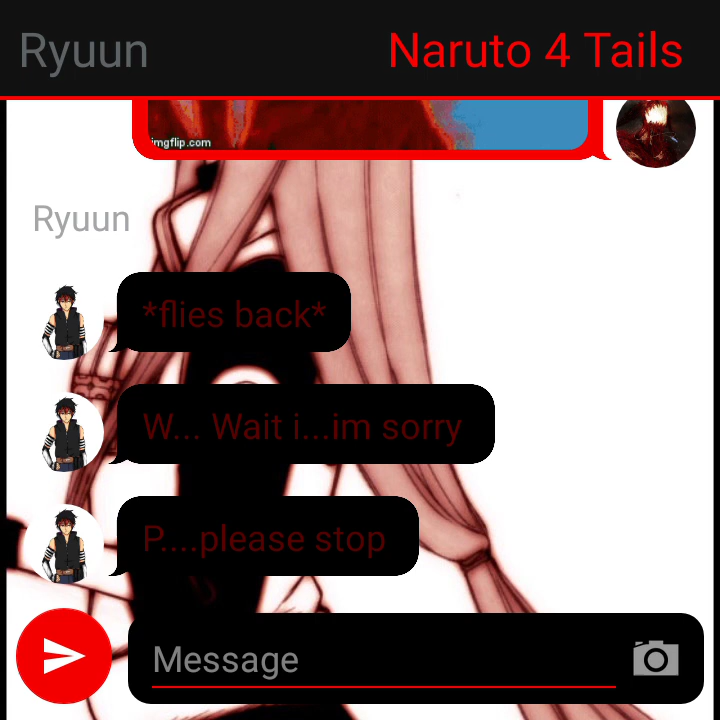 Ryuun
Naruto 4 Tails
imgflip.com
Ryuun
*flies back*
W... Wait i...im sorry
P....please stop
Message